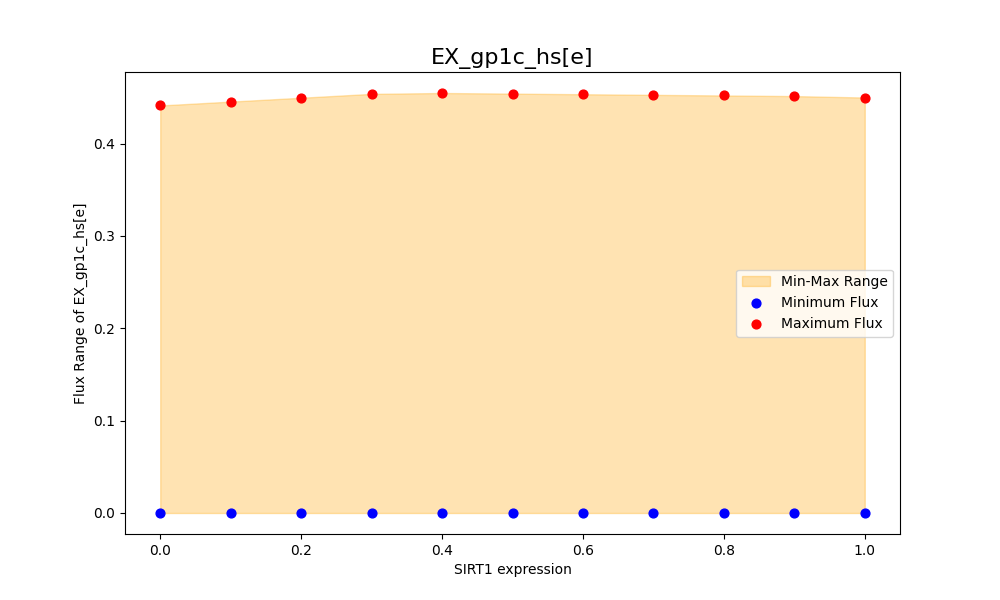 EX_gp1c_hs[e]
Flux Range of EX_gp1c_hs[e]
0.4
0.3
0.2
0.1
0.0
Min-Max Range
Minimum Flux
Maximum Flux
0.0 0.2 0.4 0.6 0.8 1.0
SIRT1 expression